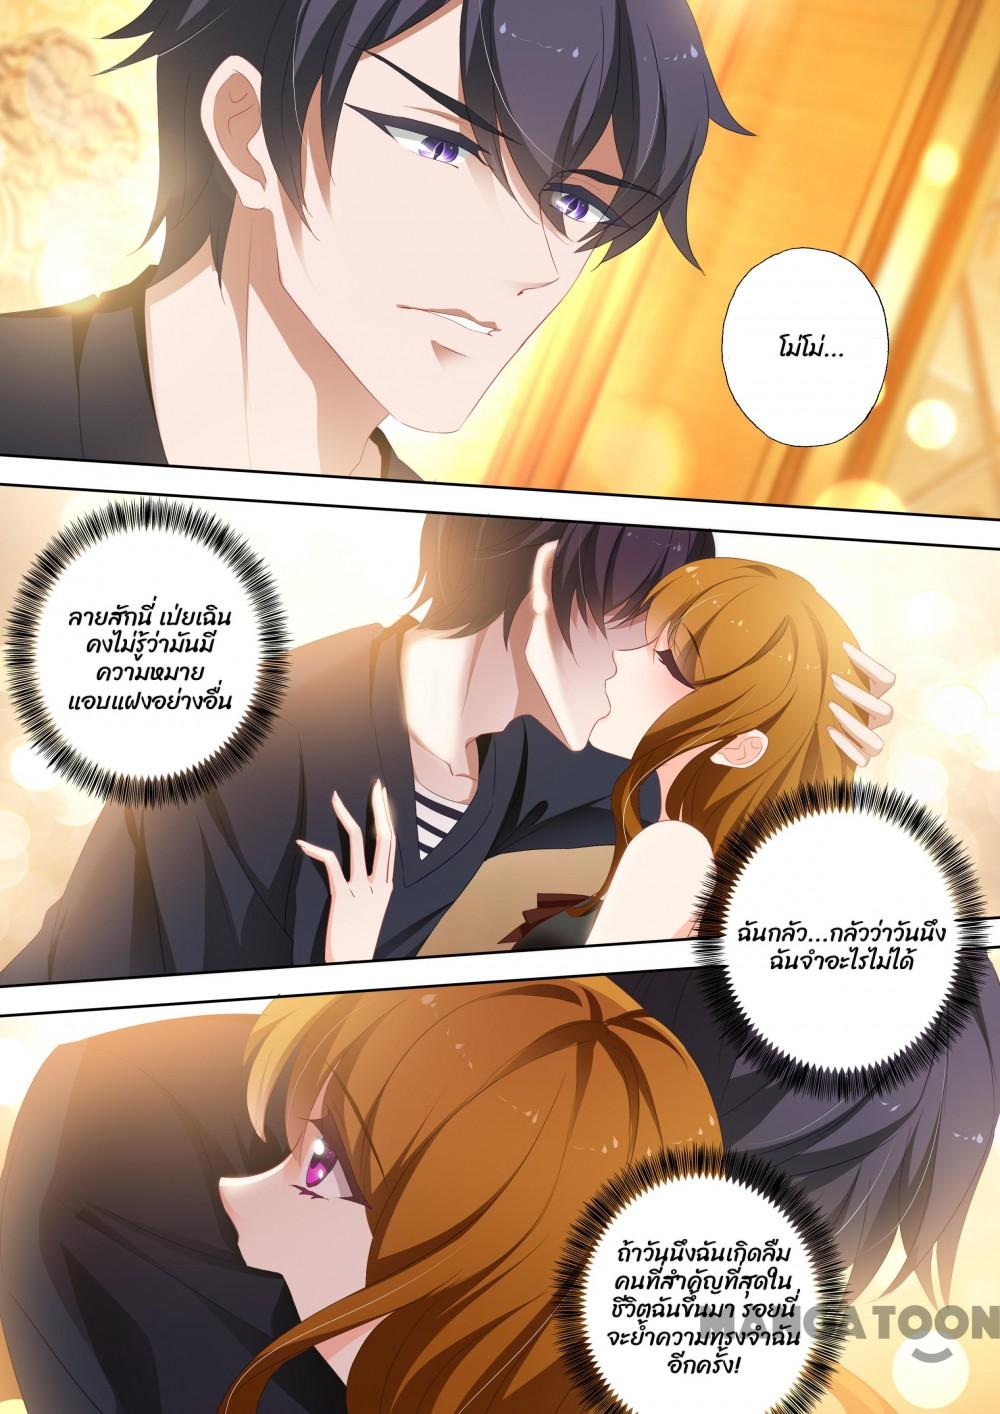 โม่โม่...
ลายสักนี่ เป่ยเฉิน
คงไม่รู้ว่ามันมี
ความหมาย
แอบแฝงอย่างอื่น
ฉันกลัว...กลัวว่าวันนึง
ฉันจำอะไรไม่ได้
ถ้าวันนึงฉันเกิดลืม
คนที่สำคัญที่สุดใน
ชีวิตฉันขึ้นมา รอยนี่
จะย้ำความทรงจำฉัน
อีกครั้ง!
MANGATOON